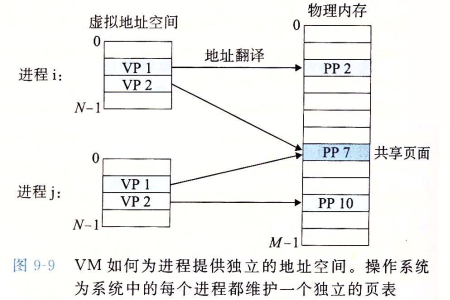 虚拟地址空间
物理内存
0
0
地址翻译
进程 i:
VP 1
PP 2
VP 2
N-1
PP 7
共享页面
0
进程 j:
VP 1
VP 2
PP 10
N-1
M-1
图 9-9 VM 如何为进程提供独立的地址空间。操作系统
为系统中的每个进程都维护一个独立的页表